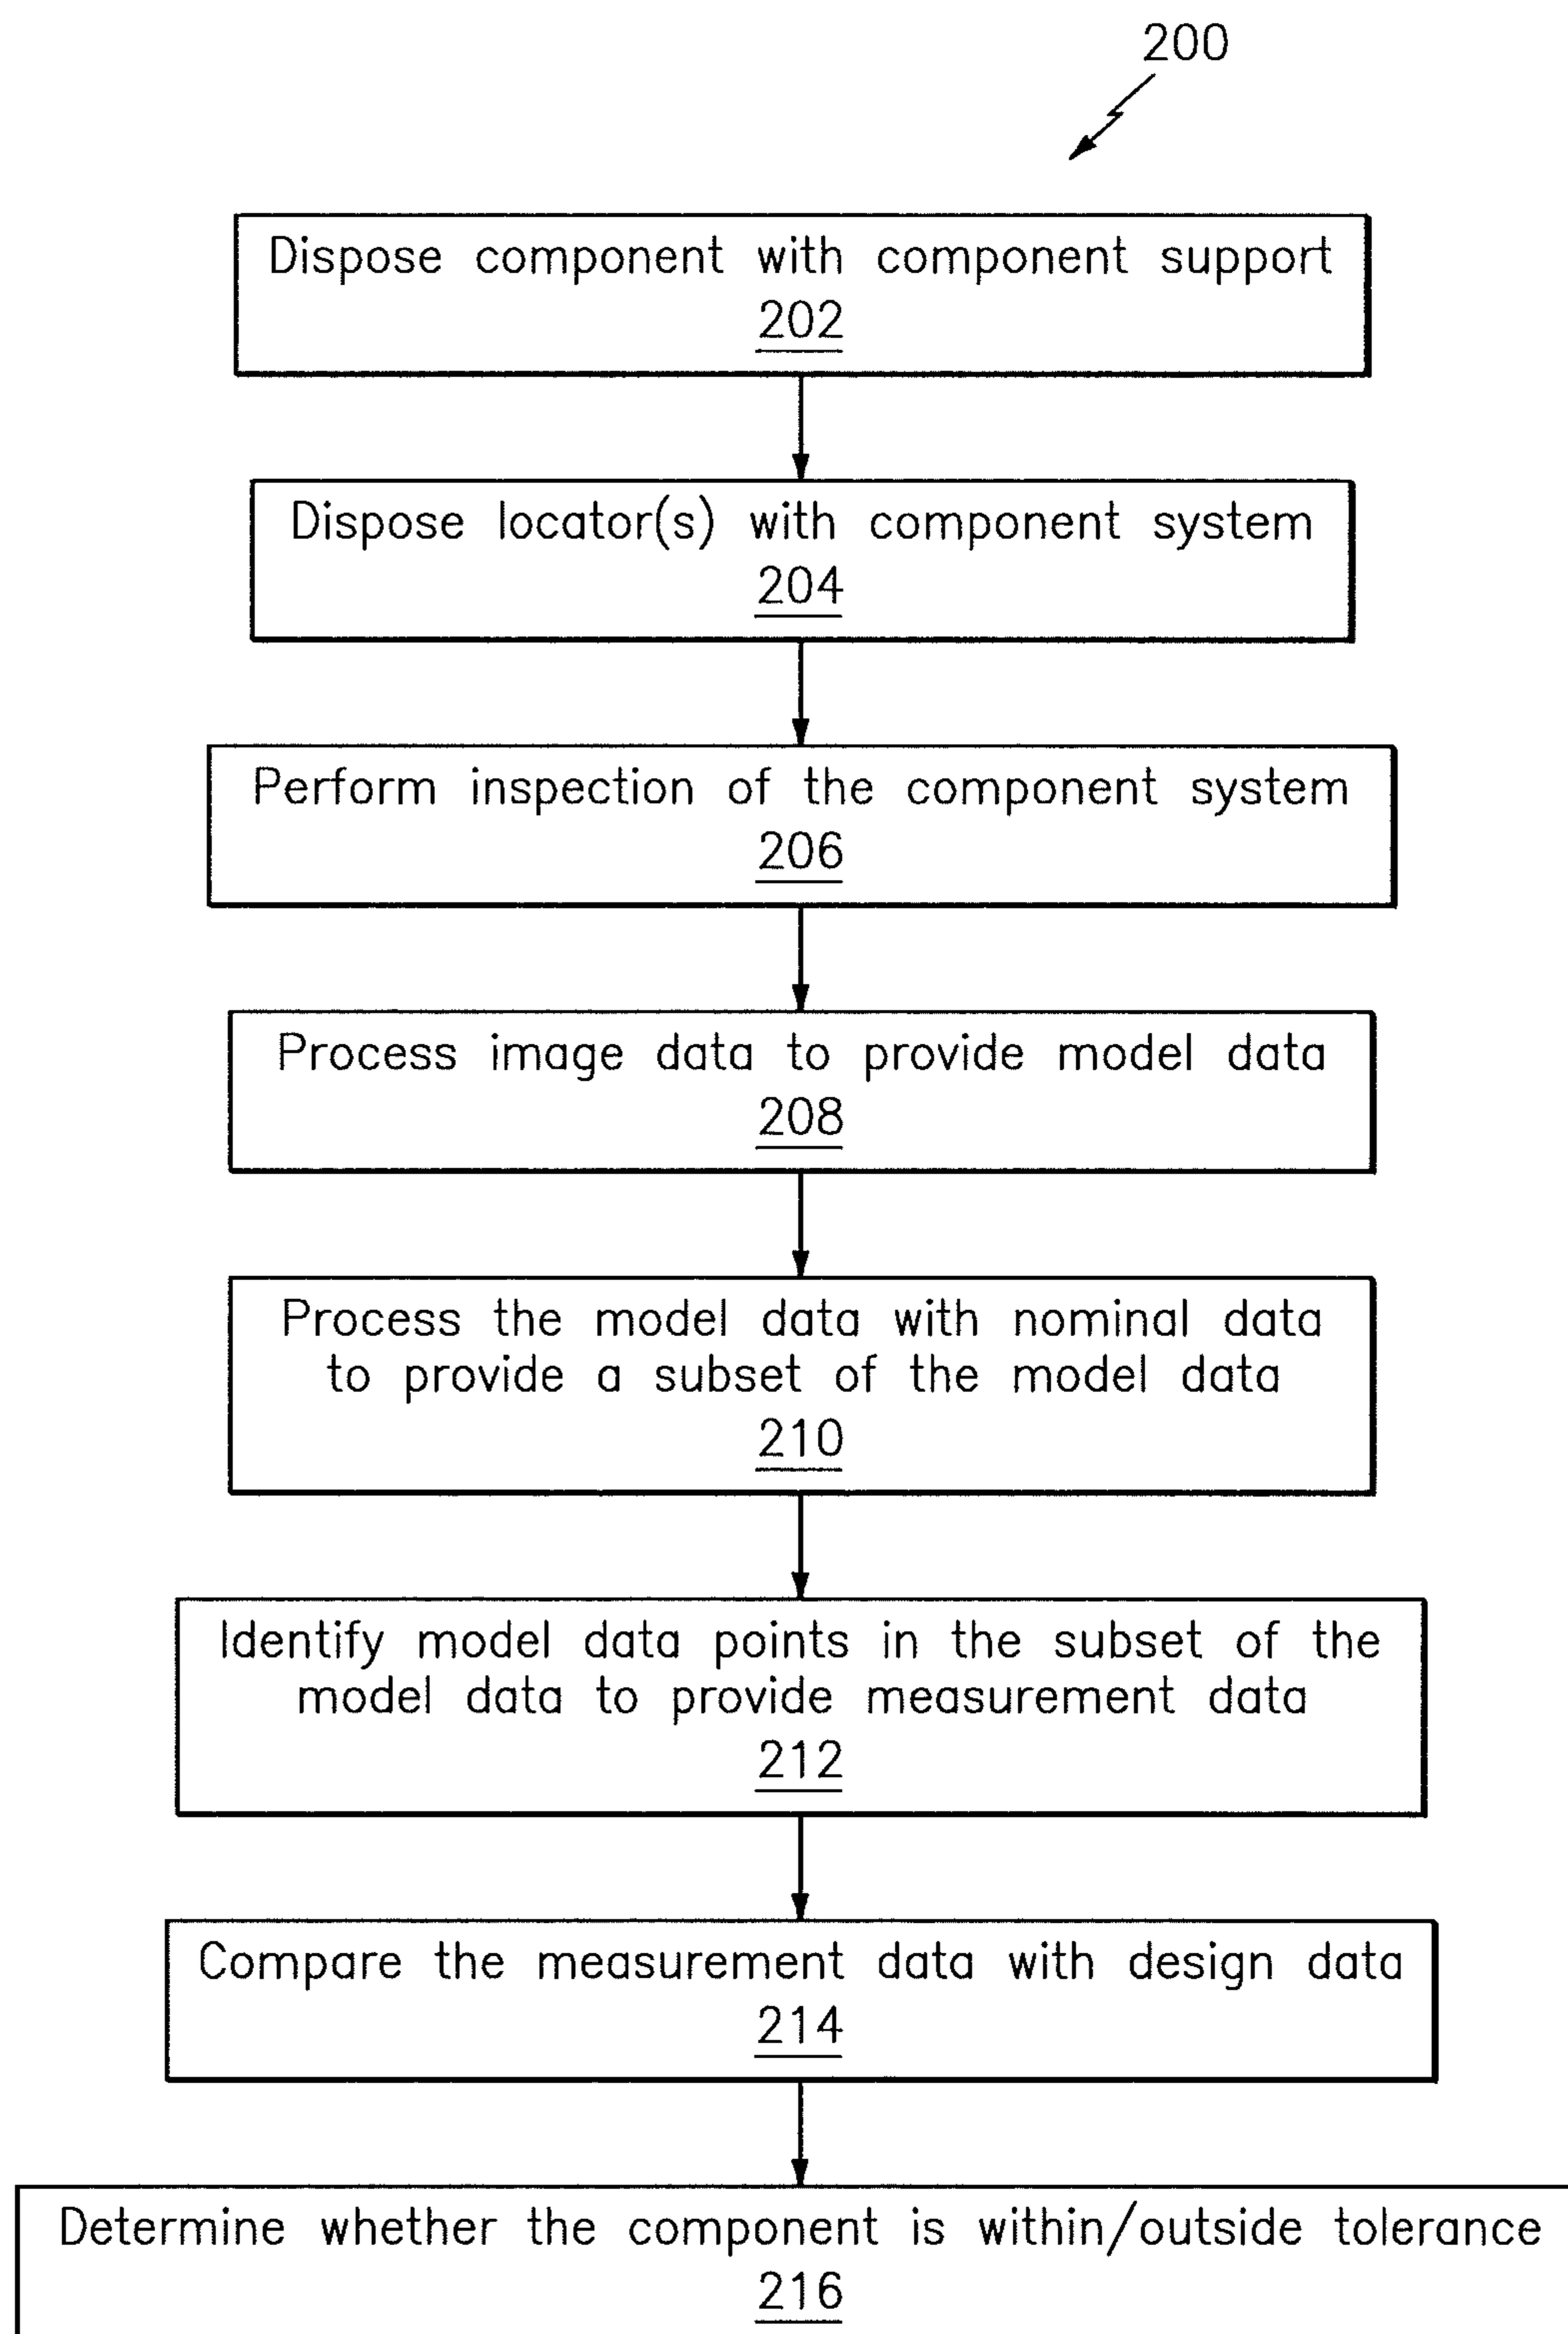 200
Dispose component with component support
202
Dispose locator(s) with component system
204
Perform inspection of the component system
206
Process image data to provide model data
208
Process the model data with nominal data
to provide a subset of the model data
210
Identify model data points in the subset of the
model data to provide measurement data
212
Compare the measurement data with design data
214
Determine whether the component is within/outside tolerance
216